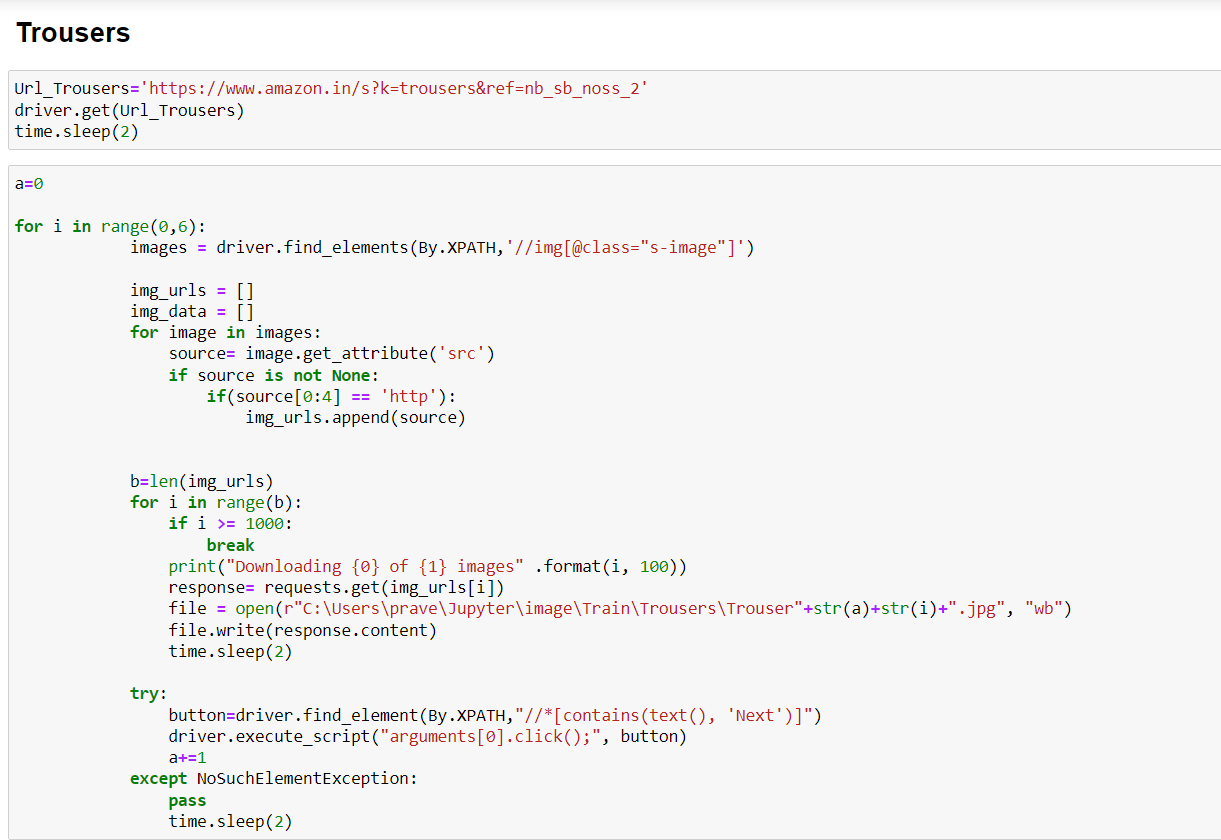 Trousers
Url_Trousers='https://www.amazon.in/s?k=trousers&ref=nb_sb_noss_2'
driver.get(Url_Trousers)
time.sleep(2)
a=0
for i in range(0,6):
            images = driver.find_elements(By.XPATH,'//img[@class="s-image"]')
            img_urls = []
            img_data = []
            for image in images:
                source= image.get_attribute('src')
                if source is not None:
                    if(source[0:4] == 'http'):
                        img_urls.append(source)
            b=len(img_urls)
            for i in range(b):
                if i >= 1000:
                    break
                print("Downloading {0} of {1} images" .format(i, 100))
                response= requests.get(img_urls[i])
                file = open(r"C:\Users\prave\Jupyter\image\Train\Trousers\Trouser"+str(a)+str(i)+".jpg", "wb")
                file.write(response.content)
                time.sleep(2)
            try:
                button=driver.find_element(By.XPATH,"//*[contains(text(), 'Next')]")
                driver.execute_script("arguments[0].click();", button)
                a+=1
            except NoSuchElementException:
                pass
                time.sleep(2)